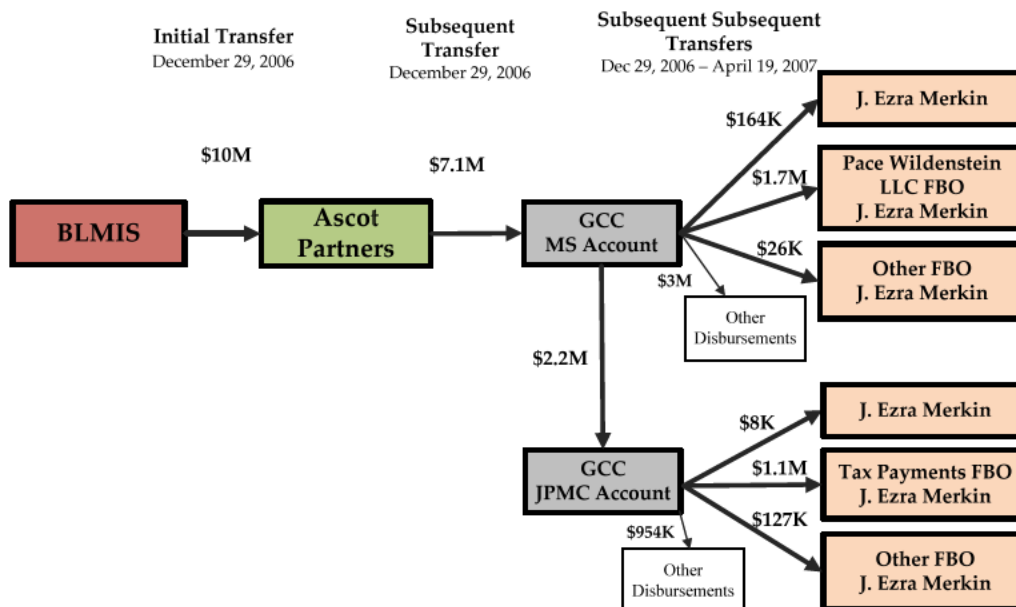 Initial Transfer
December 29, 2006
Subsequent
Transfer
December 29, 2006
Subsequent Subsequent
Transfers
Dec 29, 2006 – April 19, 2007
$10M
$7.1M
BLMIS
Ascot
Partners
GCC
MS Account
$164K
$1.7M
$26K
$3M
J. Ezra Merkin
Pace Wildenstein
LLC FBO
J. Ezra Merkin
Other FBO
J. Ezra Merkin
Other
Disbursements
$2.2M
GCC
JPMC Account
$8K
$1.1M
$127K
$954K
J. Ezra Merkin
Tax Payments FBO
J. Ezra Merkin
Other FBO
J. Ezra Merkin
Other
Disbursements